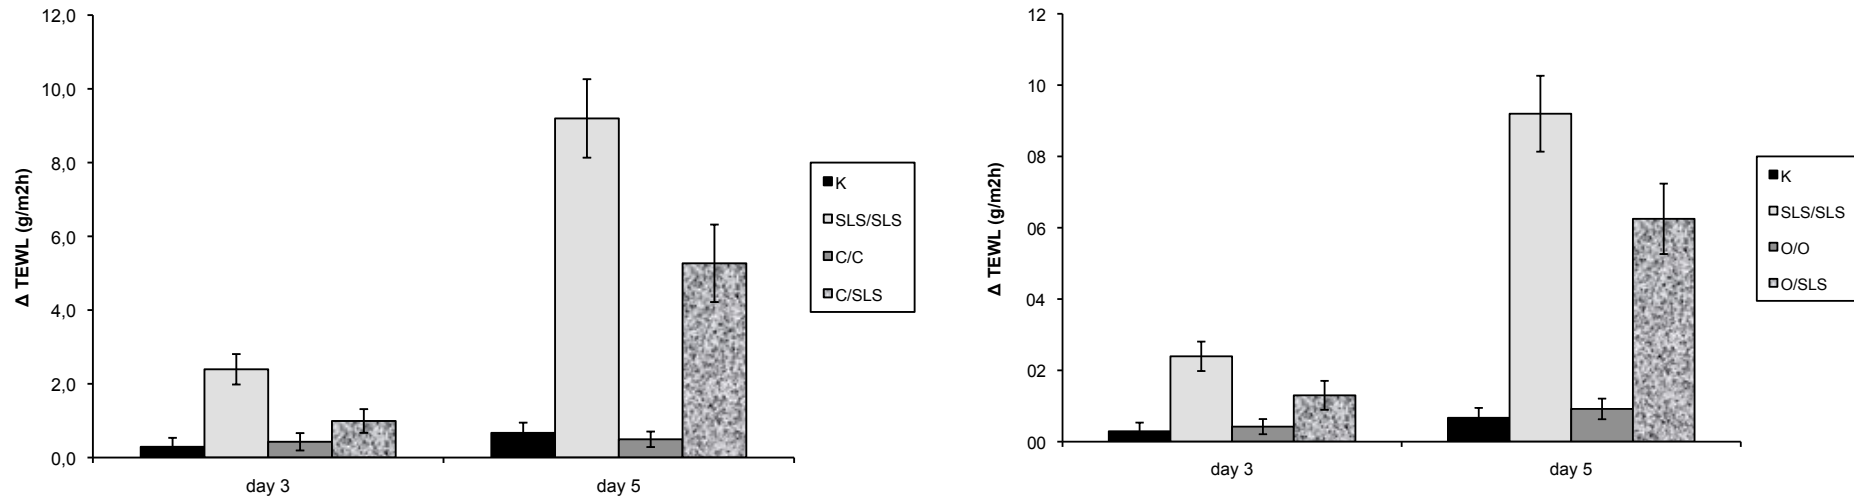 12,0
10,0
8,0
6,0
4,0
2,0
0,0
Δ TEWL (g/m2h)
day 3
day 5
K
SLS/SLS
C/C
C/SLS
12
10
08
06
04
02
00
Δ TEWL (g/m2h)
day 3
day 5
K
SLS/SLS
O/O
O/SLS